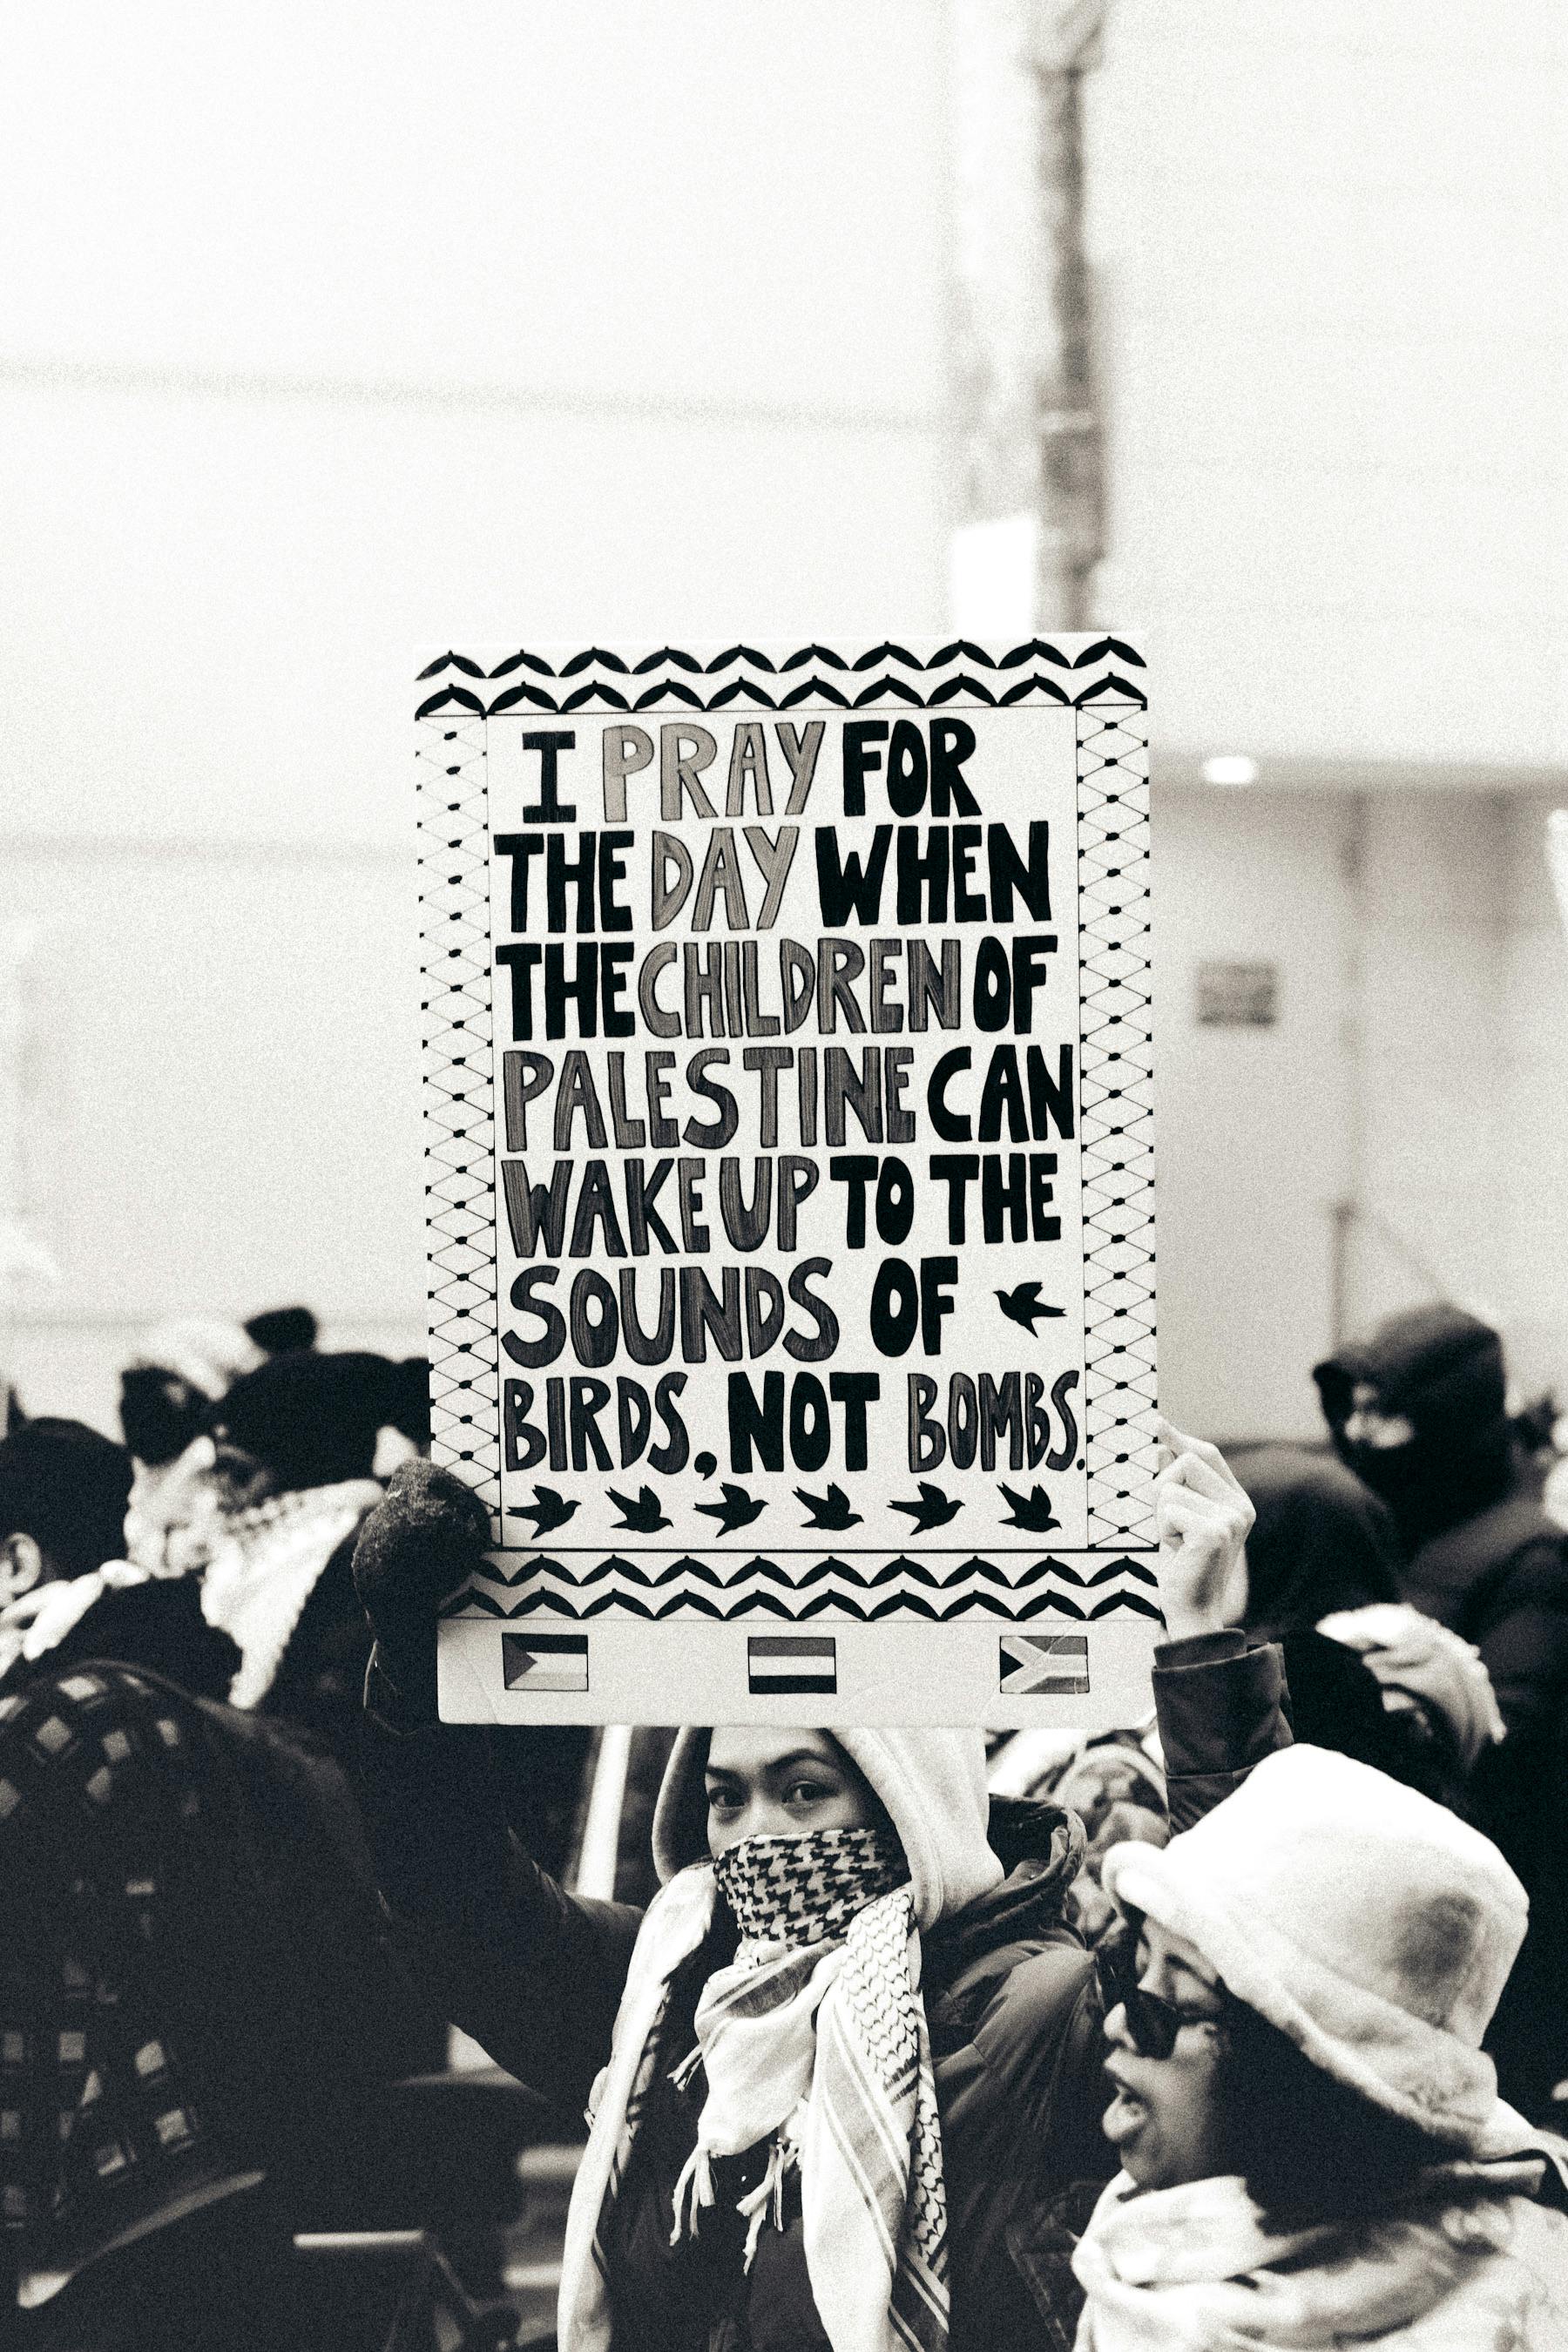 I PRAY FOR
THE DAY WHEN
THE CHILDREN OF
PALESTINE CAN
WAKE UP TO THE
SOUNDS OF
BIRDS, NOT BOMBS.